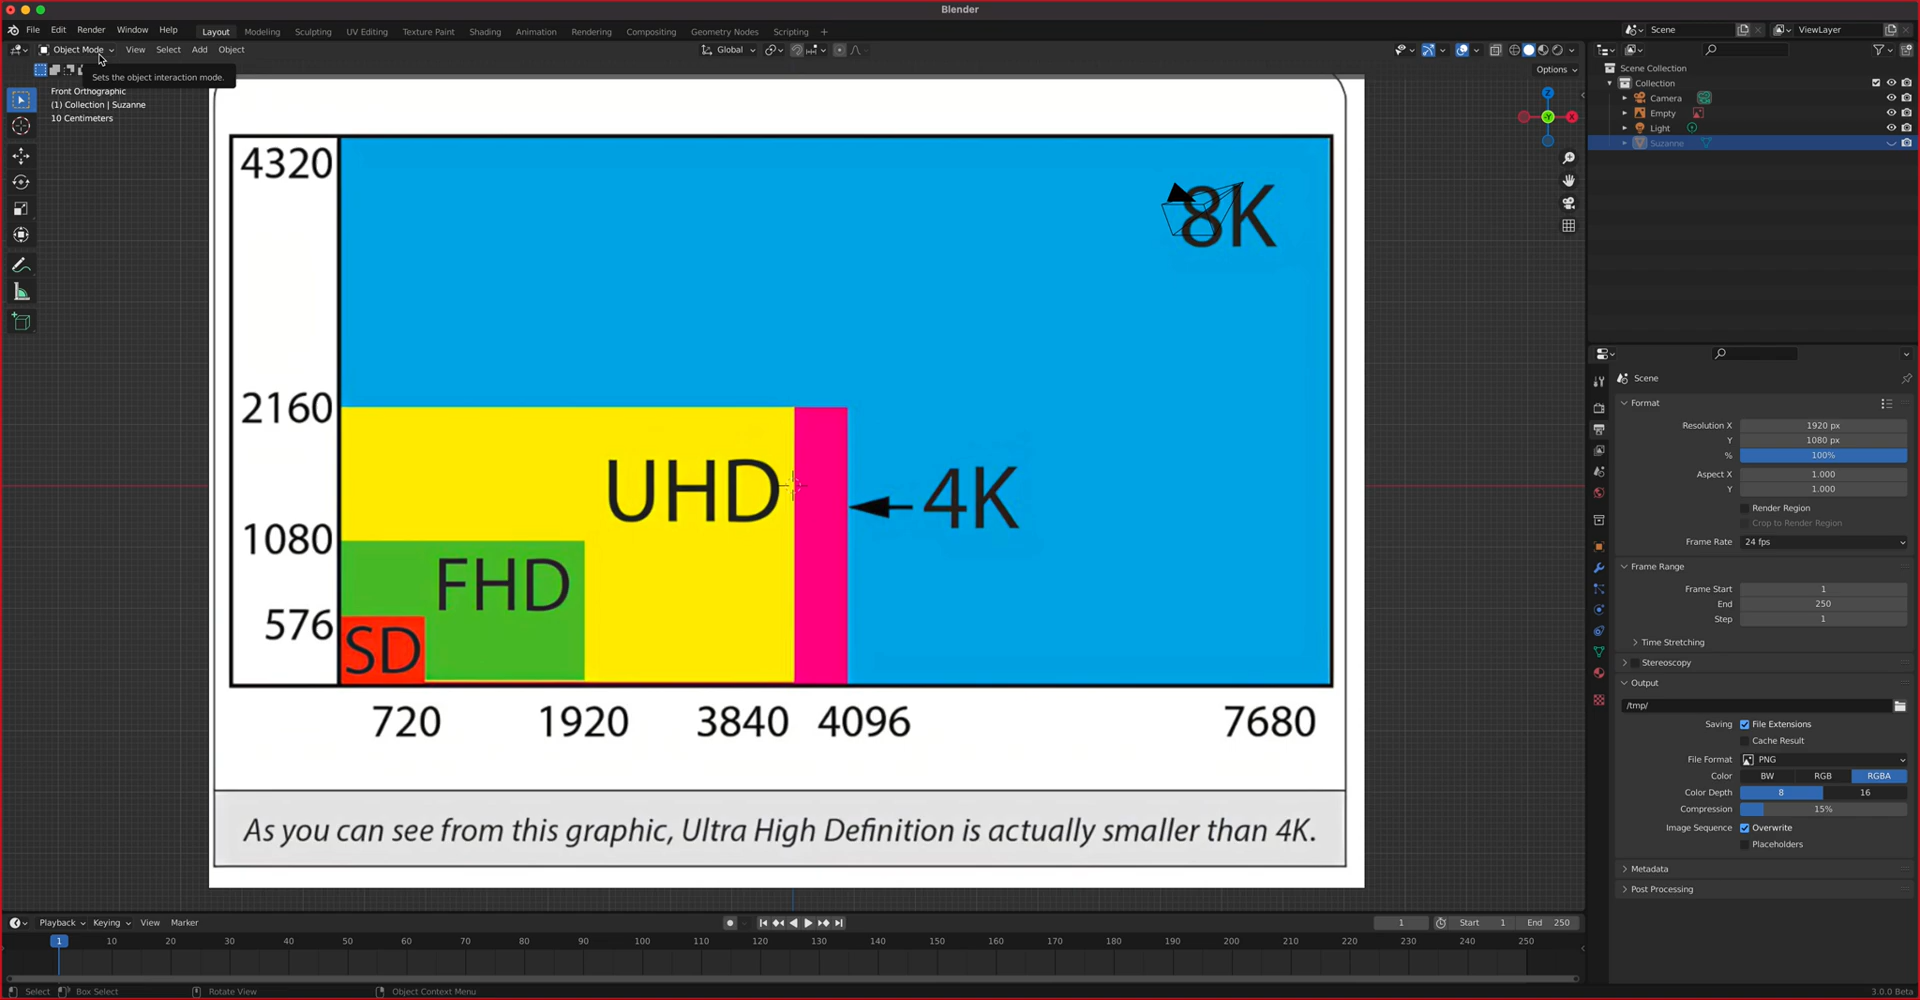 Blender
File Edit Render Window Help Layout Modeling Sculpting UV Editing Texture Paint Shading Animation Rendering Compositing Geometry Nodes Scripting + Scene ViewLayer
Object Mode View Select Add Object Global
Sets the object interaction mode.
Options
Front Orthographic
(1) Collection | Suzanne
10 Centimeters
Z
-Y
X
4320
8K
2160
UHD
4K
1080
FHD
576
SD
720 1920 3840 4096 7680
As you can see from this graphic, Ultra High Definition is actually smaller than 4K.
Scene Collection
Collection
Camera
Empty
Light
Suzanne
Scene
Format
Resolution X 1920 px
Y 1080 px
% 100%
Aspect X 1.000
Y 1.000
Render Region
Crop to Render Region
Frame Rate 24 fps
Frame Range
Frame Start 1
End 250
Step 1
Time Stretching
Stereoscopy
Output
/tmp/
Saving File Extensions
Cache Result
File Format PNG
Color BW RGB RGBA
Color Depth 8 16
Compression 15%
Image Sequence Overwrite
Placeholders
Metadata
Post Processing
Playback Keying View Marker 1 Start 1 End 250
1 10 20 30 40 50 60 70 80 90 100 110 120 130 140 150 160 170 180 190 200 210 220 230 240 250
Select Box Select Rotate View Object Context Menu 3.0.0 Beta